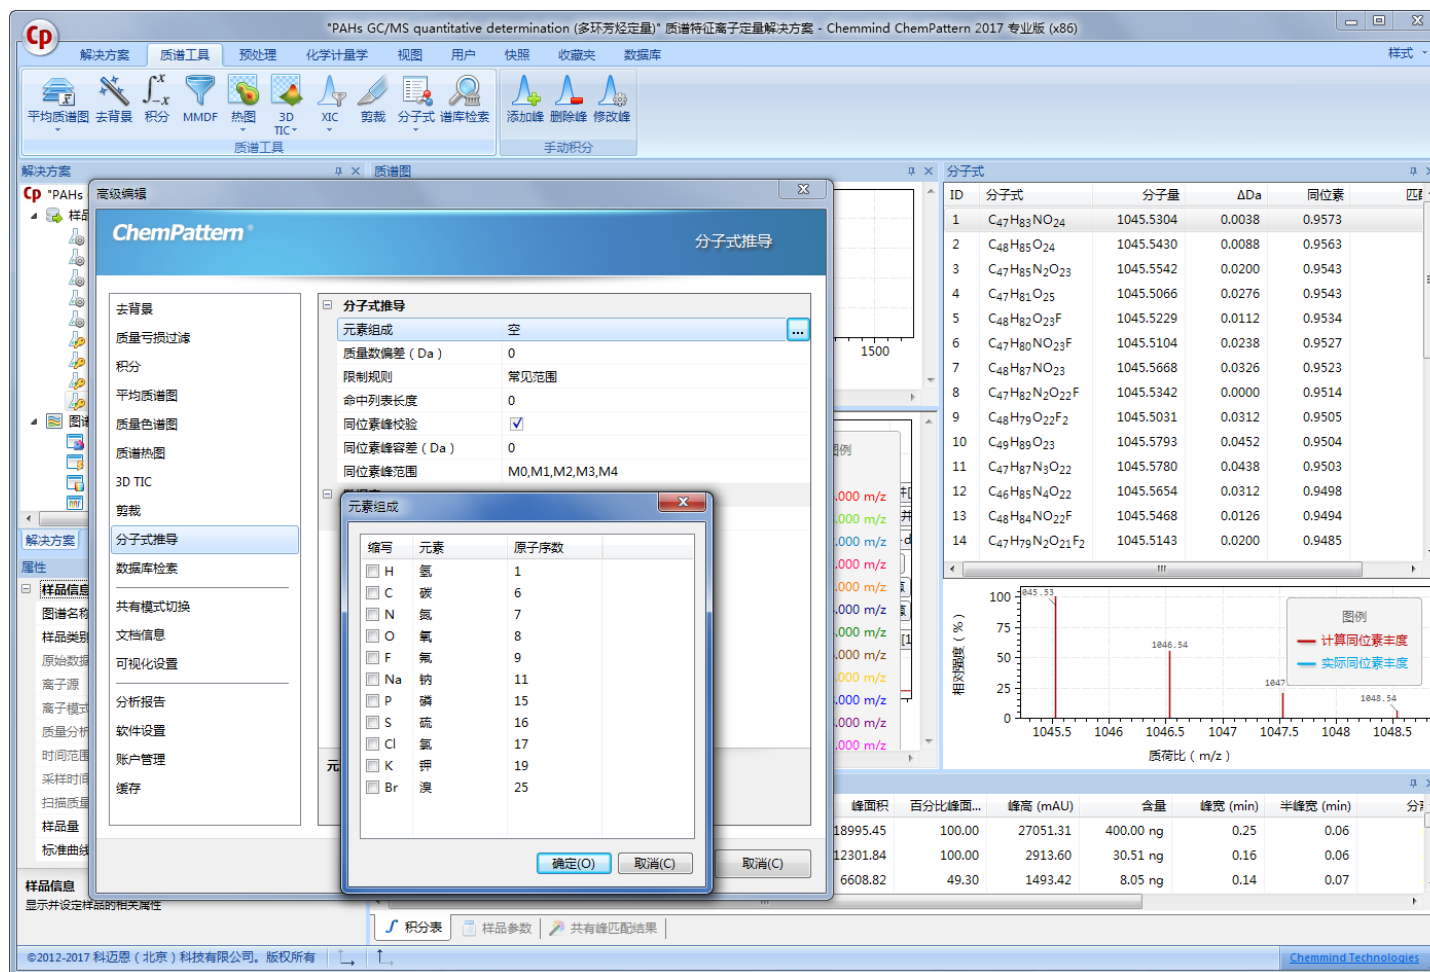 "PAHs GC/MS quantitative determination (多环芳烃定量)" 质谱特征离子定量解决方案 - Chemmind ChemPattern 2017 专业版 (x86)
Cp
解决方案 质谱工具 预处理 化学计量学 视图 用户 快照 收藏夹 数据库 样式
平均质谱图 去背景 积分 MMDF 热图 3D TIC XIC 剪裁 分子式 谱库检索 添加峰 删除峰 修改峰
质谱工具 手动积分
解决方案 质谱图 分子式
Cp "PAHs
样品
图谱
解决方案
属性
样品信息
图谱名称
样品类别
原始数据
离子源
离子模式
质量分析
时间范围
采样时间
扫描质量
样品量
标准曲线
样品信息
显示并设定样品的相关属性
高级编辑
ChemPattern®
分子式推导
去背景
质量亏损过滤
积分
平均质谱图
质量色谱图
质谱热图
3D TIC
剪裁
分子式推导
数据库检索
共有模式切换
文档信息
可视化设置
分析报告
软件设置
账户管理
缓存
分子式推导
元素组成 空 ...
质量数偏差 ( Da ) 0
限制规则 常见范围
命中列表长度 0
同位素峰校验
同位素峰容差 ( Da ) 0
同位素峰范围 M0,M1,M2,M3,M4
元
取消(C)
元素组成
缩写 元素 原子序数
H 氢 1
C 碳 6
N 氮 7
O 氧 8
F 氟 9
Na 钠 11
P 磷 15
S 硫 16
Cl 氯 17
K 钾 19
Br 溴 25
确定(O) 取消(C)
1500
图例
.000 m/z
.000 m/z
.000 m/z
.000 m/z
.000 m/z
.000 m/z
.000 m/z
.000 m/z
.000 m/z
.000 m/z
.000 m/z
.000 m/z
ID 分子式 分子量 ΔDa 同位素 匹配
1 C47H83NO24 1045.5304 0.0038 0.9573
2 C48H85O24 1045.5430 0.0088 0.9563
3 C47H85N2O23 1045.5542 0.0200 0.9543
4 C47H81O25 1045.5066 0.0276 0.9543
5 C48H82O23F 1045.5229 0.0112 0.9534
6 C47H80NO23F 1045.5104 0.0238 0.9527
7 C48H87NO23 1045.5668 0.0326 0.9523
8 C47H82N2O22F 1045.5342 0.0000 0.9514
9 C48H79O22F2 1045.5031 0.0312 0.9505
10 C49H89O23 1045.5793 0.0452 0.9504
11 C47H87N3O22 1045.5780 0.0438 0.9503
12 C46H85N4O22 1045.5654 0.0312 0.9498
13 C48H84NO22F 1045.5468 0.0126 0.9494
14 C47H79N2O21F2 1045.5143 0.0200 0.9485
相对强度 ( % )
100
75
50
25
0
045.53
1046.54
1047
1048.54
图例
计算同位素丰度
实际同位素丰度
1045.5 1046 1046.5 1047 1047.5 1048 1048.5
质荷比 ( m/z )
峰面积 百分比峰面... 峰高 (mAU) 含量 峰宽 (min) 半峰宽 (min) 分离
18995.45 100.00 27051.31 400.00 ng 0.25 0.06
12301.84 100.00 2913.60 30.51 ng 0.16 0.06
6608.82 49.30 1493.42 8.05 ng 0.14 0.07
积分表 样品参数 共有峰匹配结果
©2012-2017 科迈恩 ( 北京 ) 科技有限公司。版权所有
Chemmind Technologies